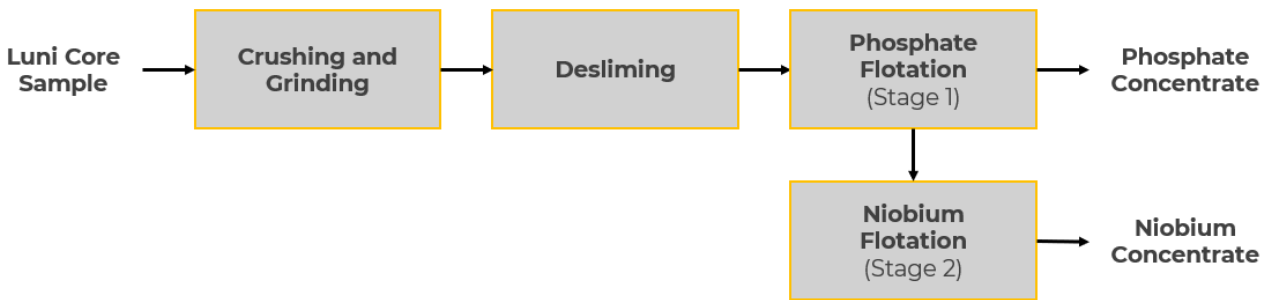 Luni Core
Sample
Crushing and
Grinding
Desliming
Phosphate
Flotation
(Stage 1)
Phosphate
Concentrate
Niobium
Flotation
(Stage 2)
Niobium
Concentrate